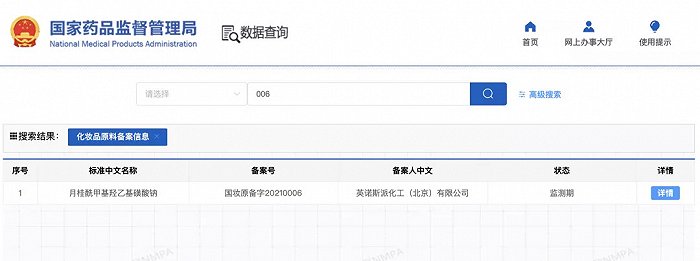 国家药品监督管理局
National Medical Products Administration
数据查询
首页
网上办事大厅
使用提示
请选择
006
高级搜索
搜索结果：
化妆品原料备案信息 ×
序号 标准中文名称 备案号 备案人中文 状态 详情
1 月桂酰甲基羟乙基磺酸钠 国妆原备字20210006 英诺斯派化工（北京）有限公司 监测期 详情
NMPA
NMPA